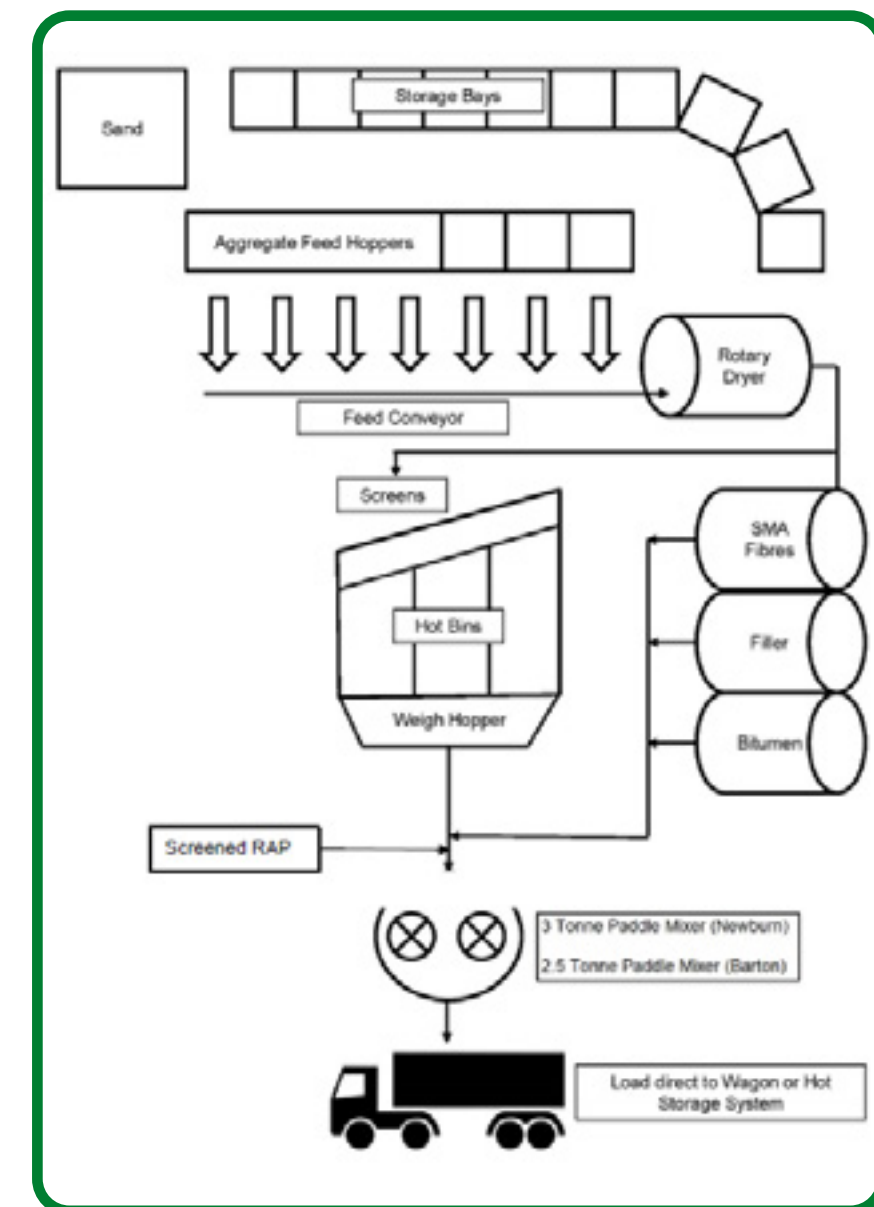 Sand
Storage Bays
Aggregate Feed Hoppers
Rotary
Dryer
Feed Conveyor
Screens
SMA
Fibres
Hot Bins
Filler
Weigh Hopper
Bitumen
Screened RAP
3 Tonne Paddle Mixer (Newburn)
2.5 Tonne Paddle Mixer (Barton)
Load direct to Wagon or Hot
Storage System